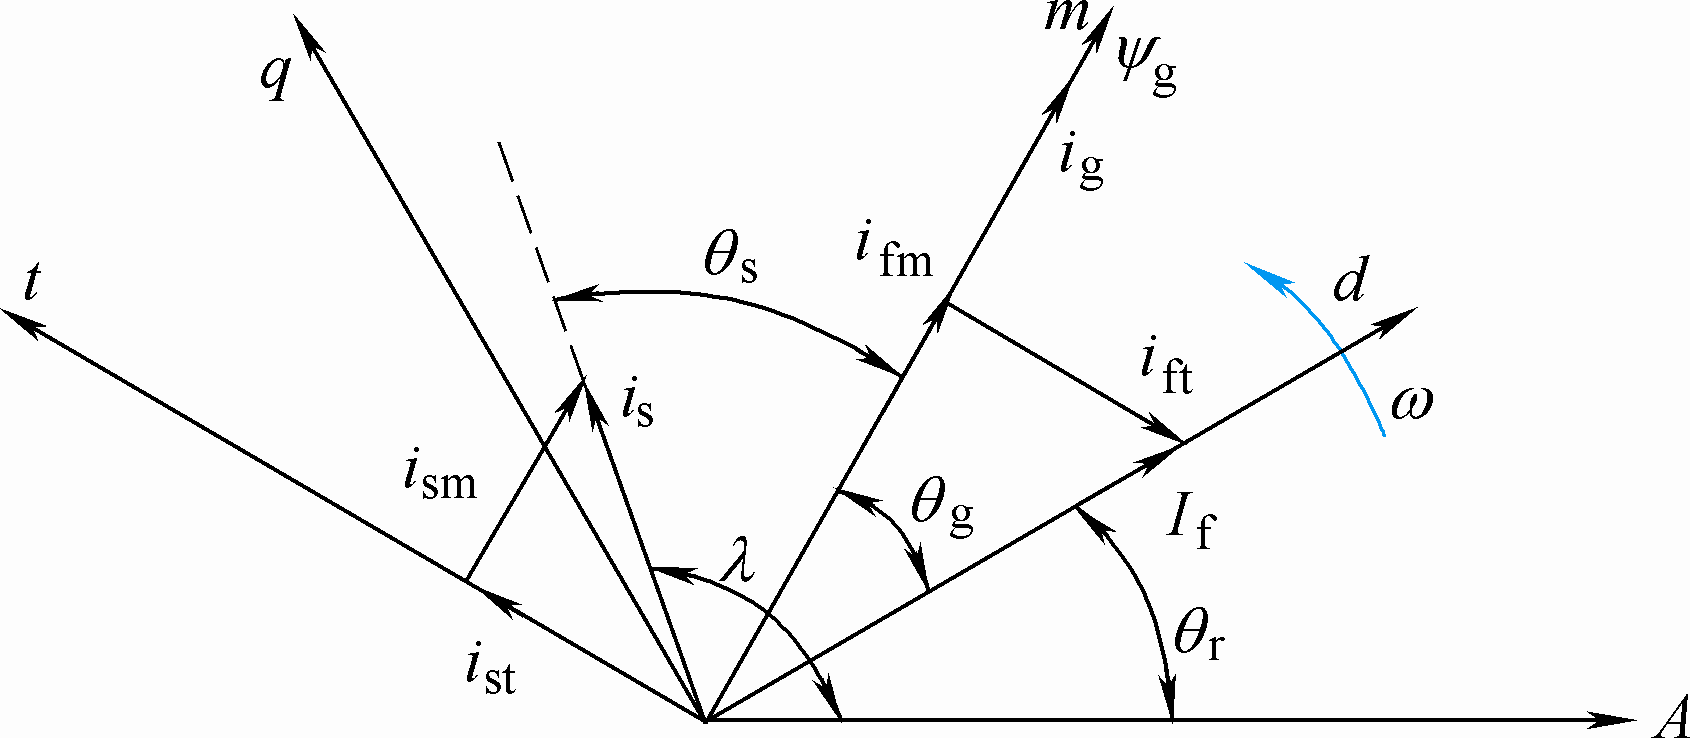 m
q
ψg
ig
θs
ifm
t
d
ift
is
ω
ism
θg
If
λ
θr
ist
A